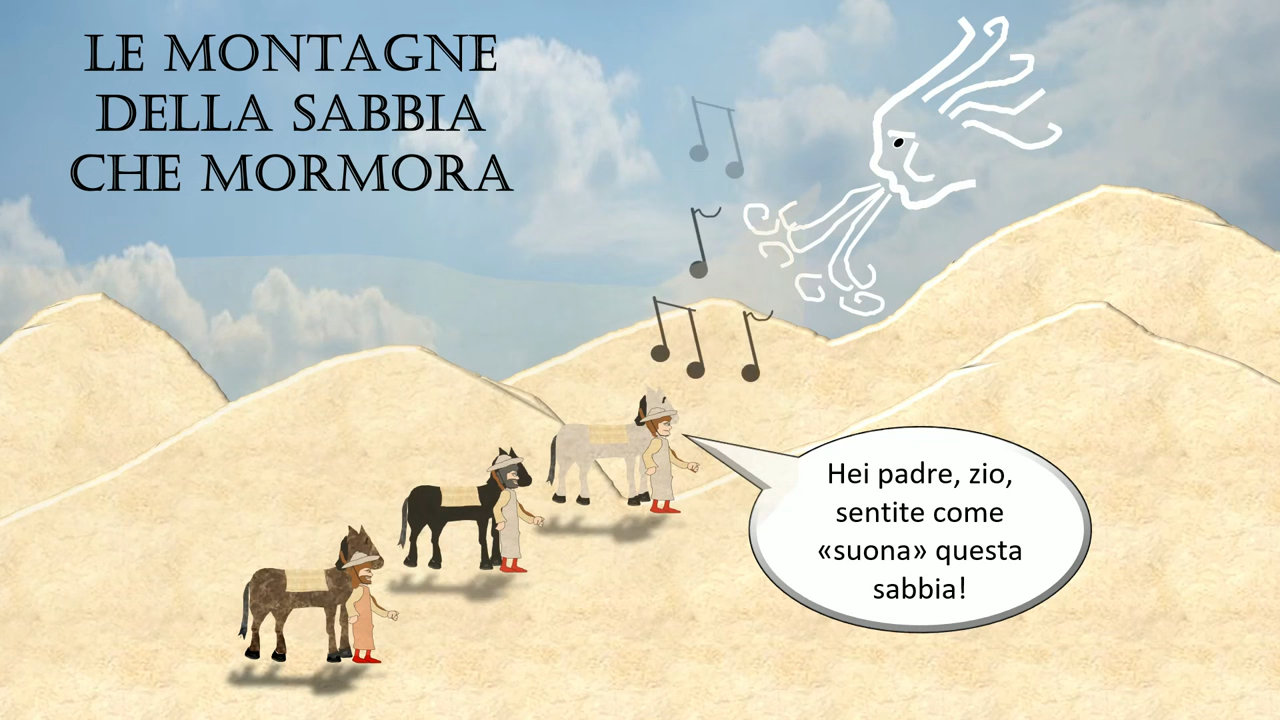 LE MONTAGNE
DELLA SABBIA
CHE MORMORA
Hei padre, zio,
sentite come
«suona» questa
sabbia!